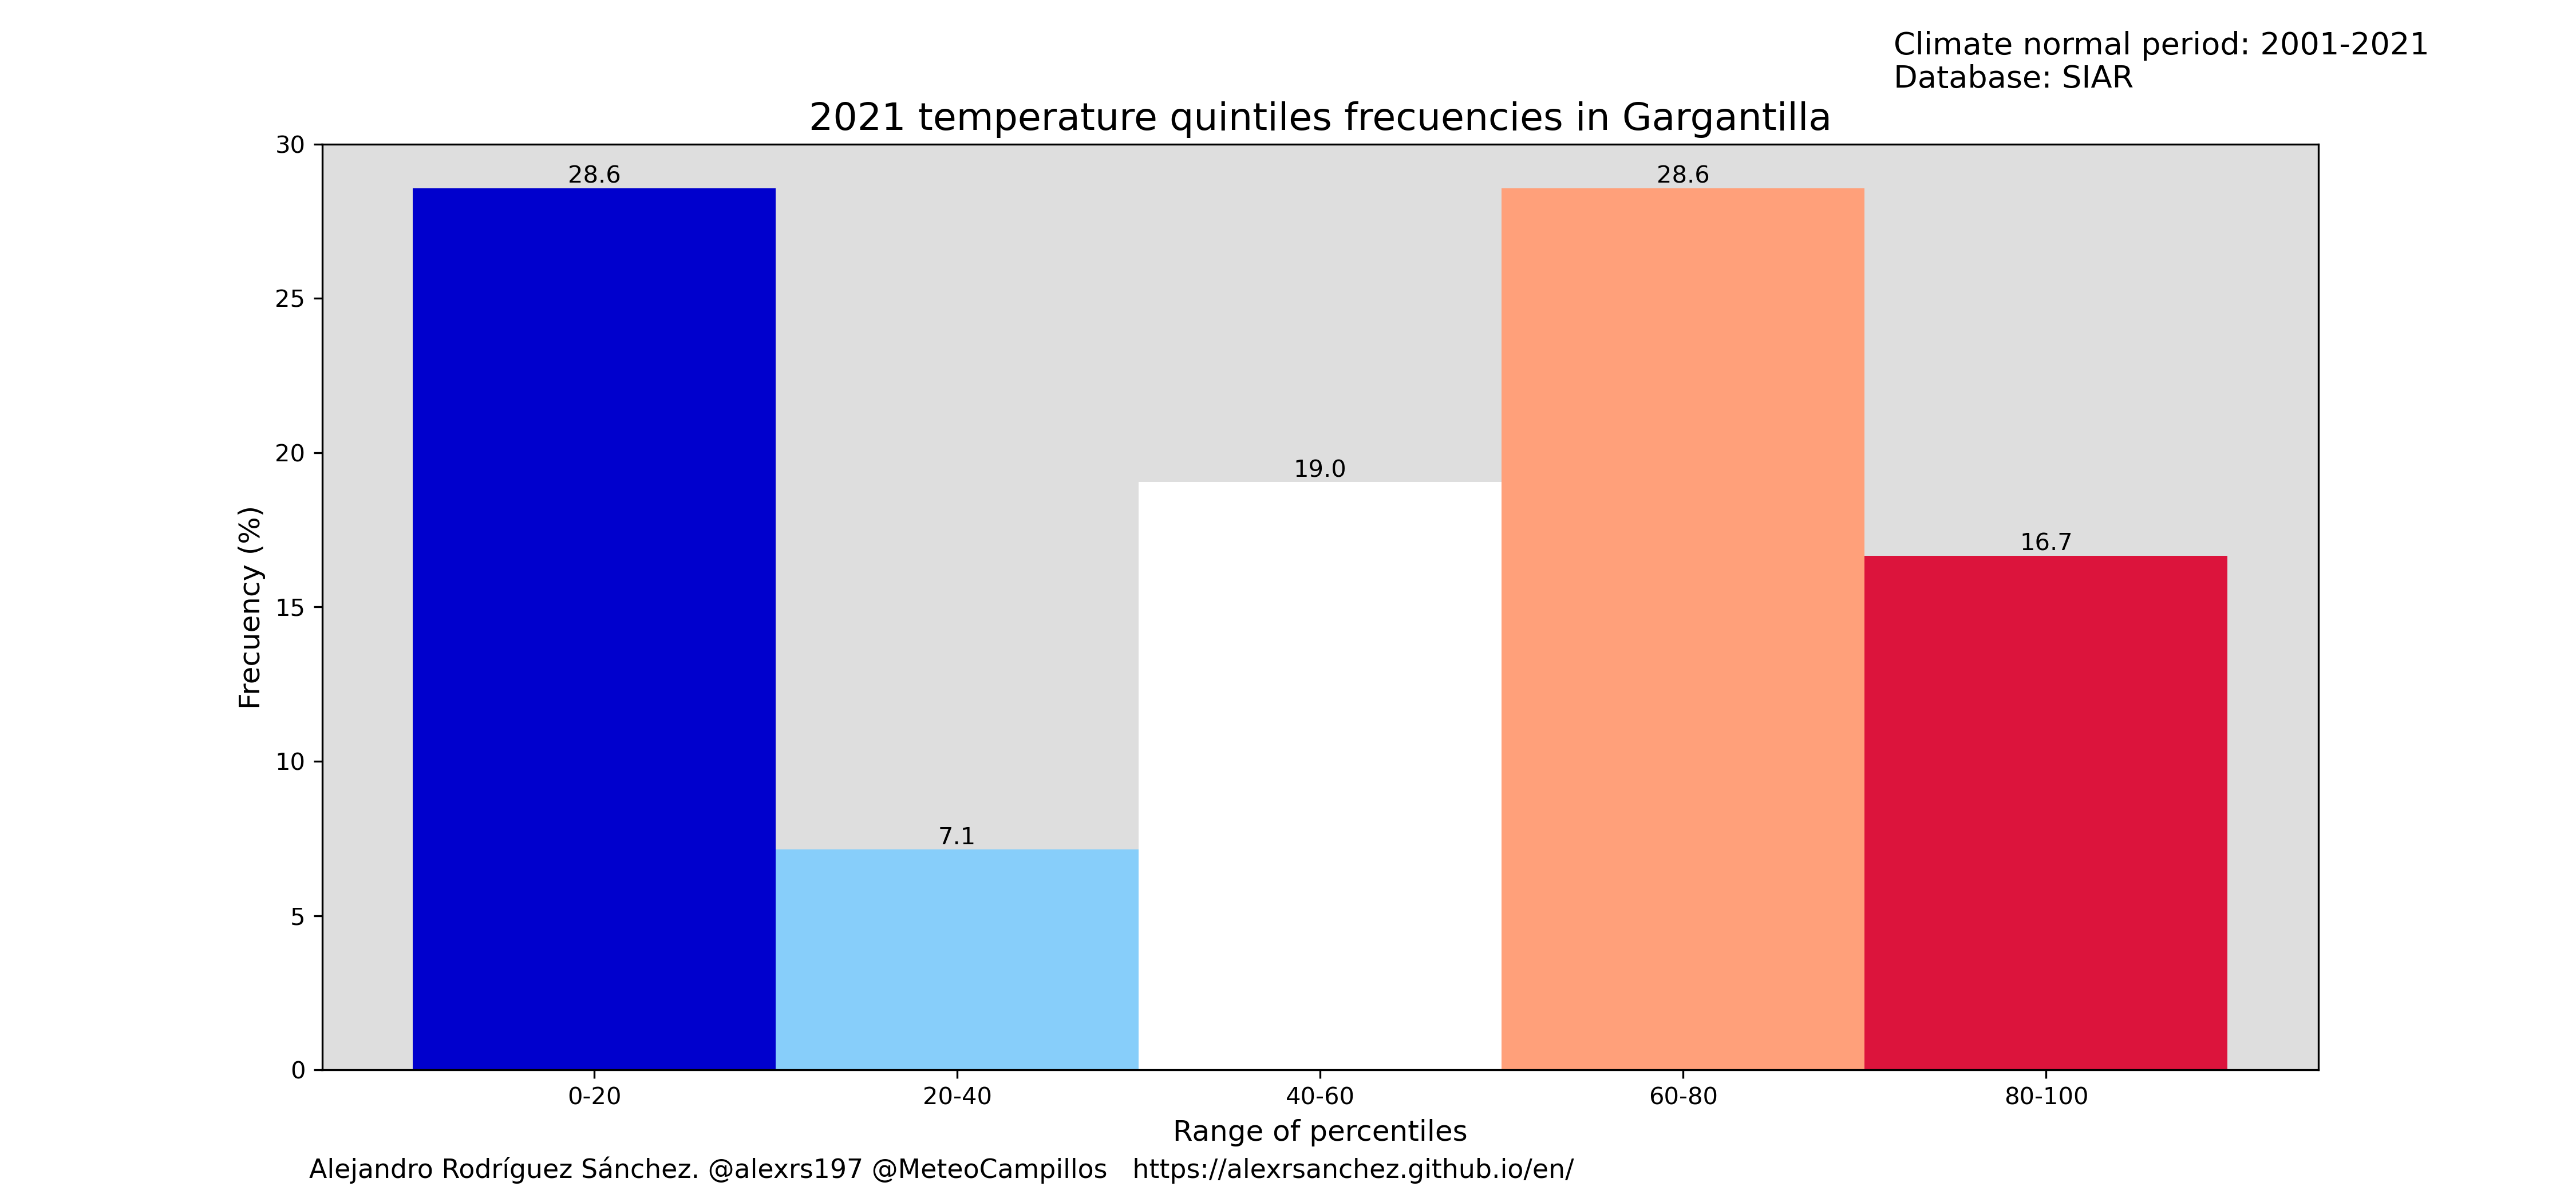 Climate normal period: 2001-2021
Database: SIAR
2021 temperature quintiles frecuencies in Gargantilla
30
25
20
15
10
5
0
Frecuency (%)
28.6
7.1
19.0
28.6
16.7
0-20
20-40
40-60
60-80
80-100
Range of percentiles
Alejandro Rodríguez Sánchez. @alexrs197 @MeteoCampillos https://alexrsanchez.github.io/en/